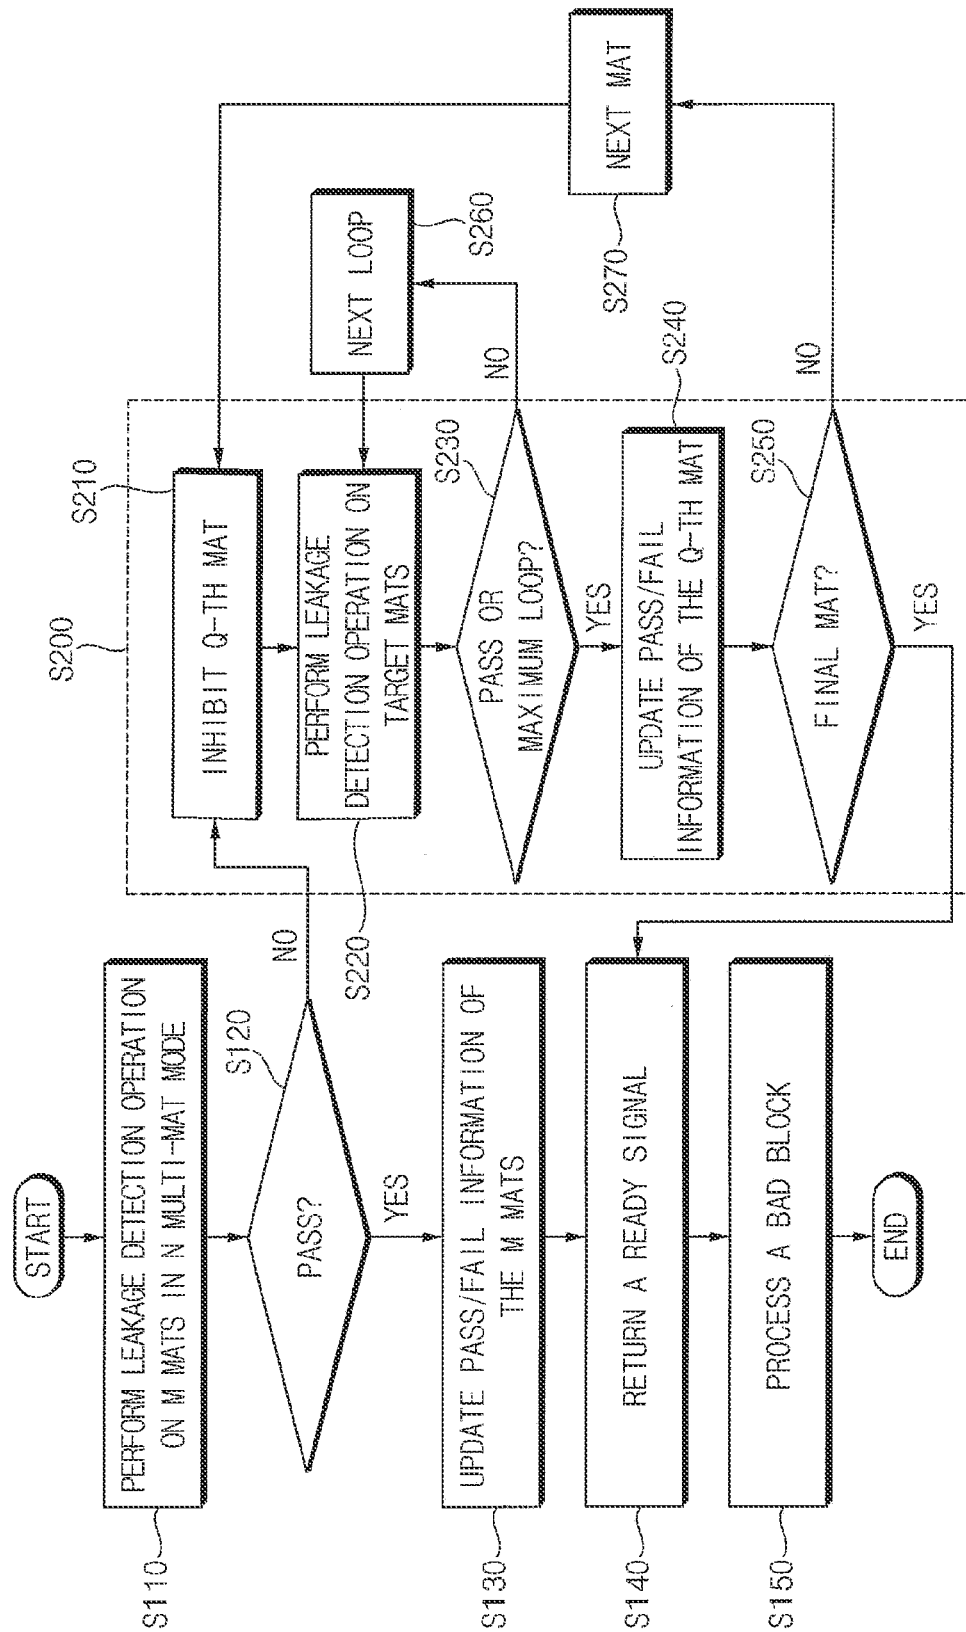 START
S110
PERFORM LEAKAGE DETECTION OPERATION
ON M MATS IN MULTI-MAT MODE
S120
PASS?
NO
YES
S130
UPDATE PASS/FAIL INFORMATION OF
THE M MATS
S140
RETURN A READY SIGNAL
S150
PROCESS A BAD BLOCK
END
S200
S210
INHIBIT Q-TH MAT
S220
PERFORM LEAKAGE
DETECTION OPERATION ON
TARGET MATS
S230
PASS OR
MAXIMUM LOOP?
NO
YES
S260
NEXT LOOP
S240
UPDATE PASS/FAIL
INFORMATION OF THE Q-TH MAT
S250
FINAL MAT?
NO
YES
S270
NEXT MAT